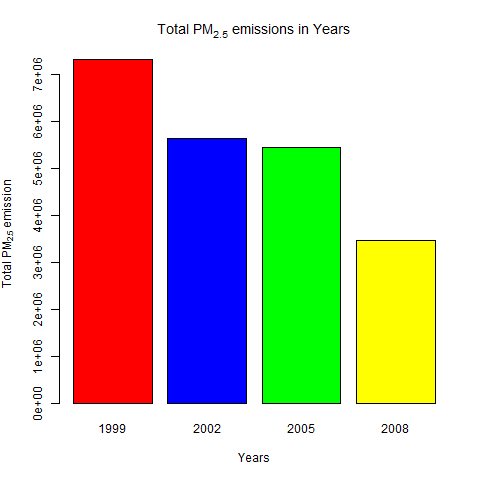 Total PM2.5 emissions in Years
Total PM2.5 emission
7e+06
6e+06
5e+06
4e+06
3e+06
2e+06
1e+06
0e+00
1999 2002 2005 2008
Years